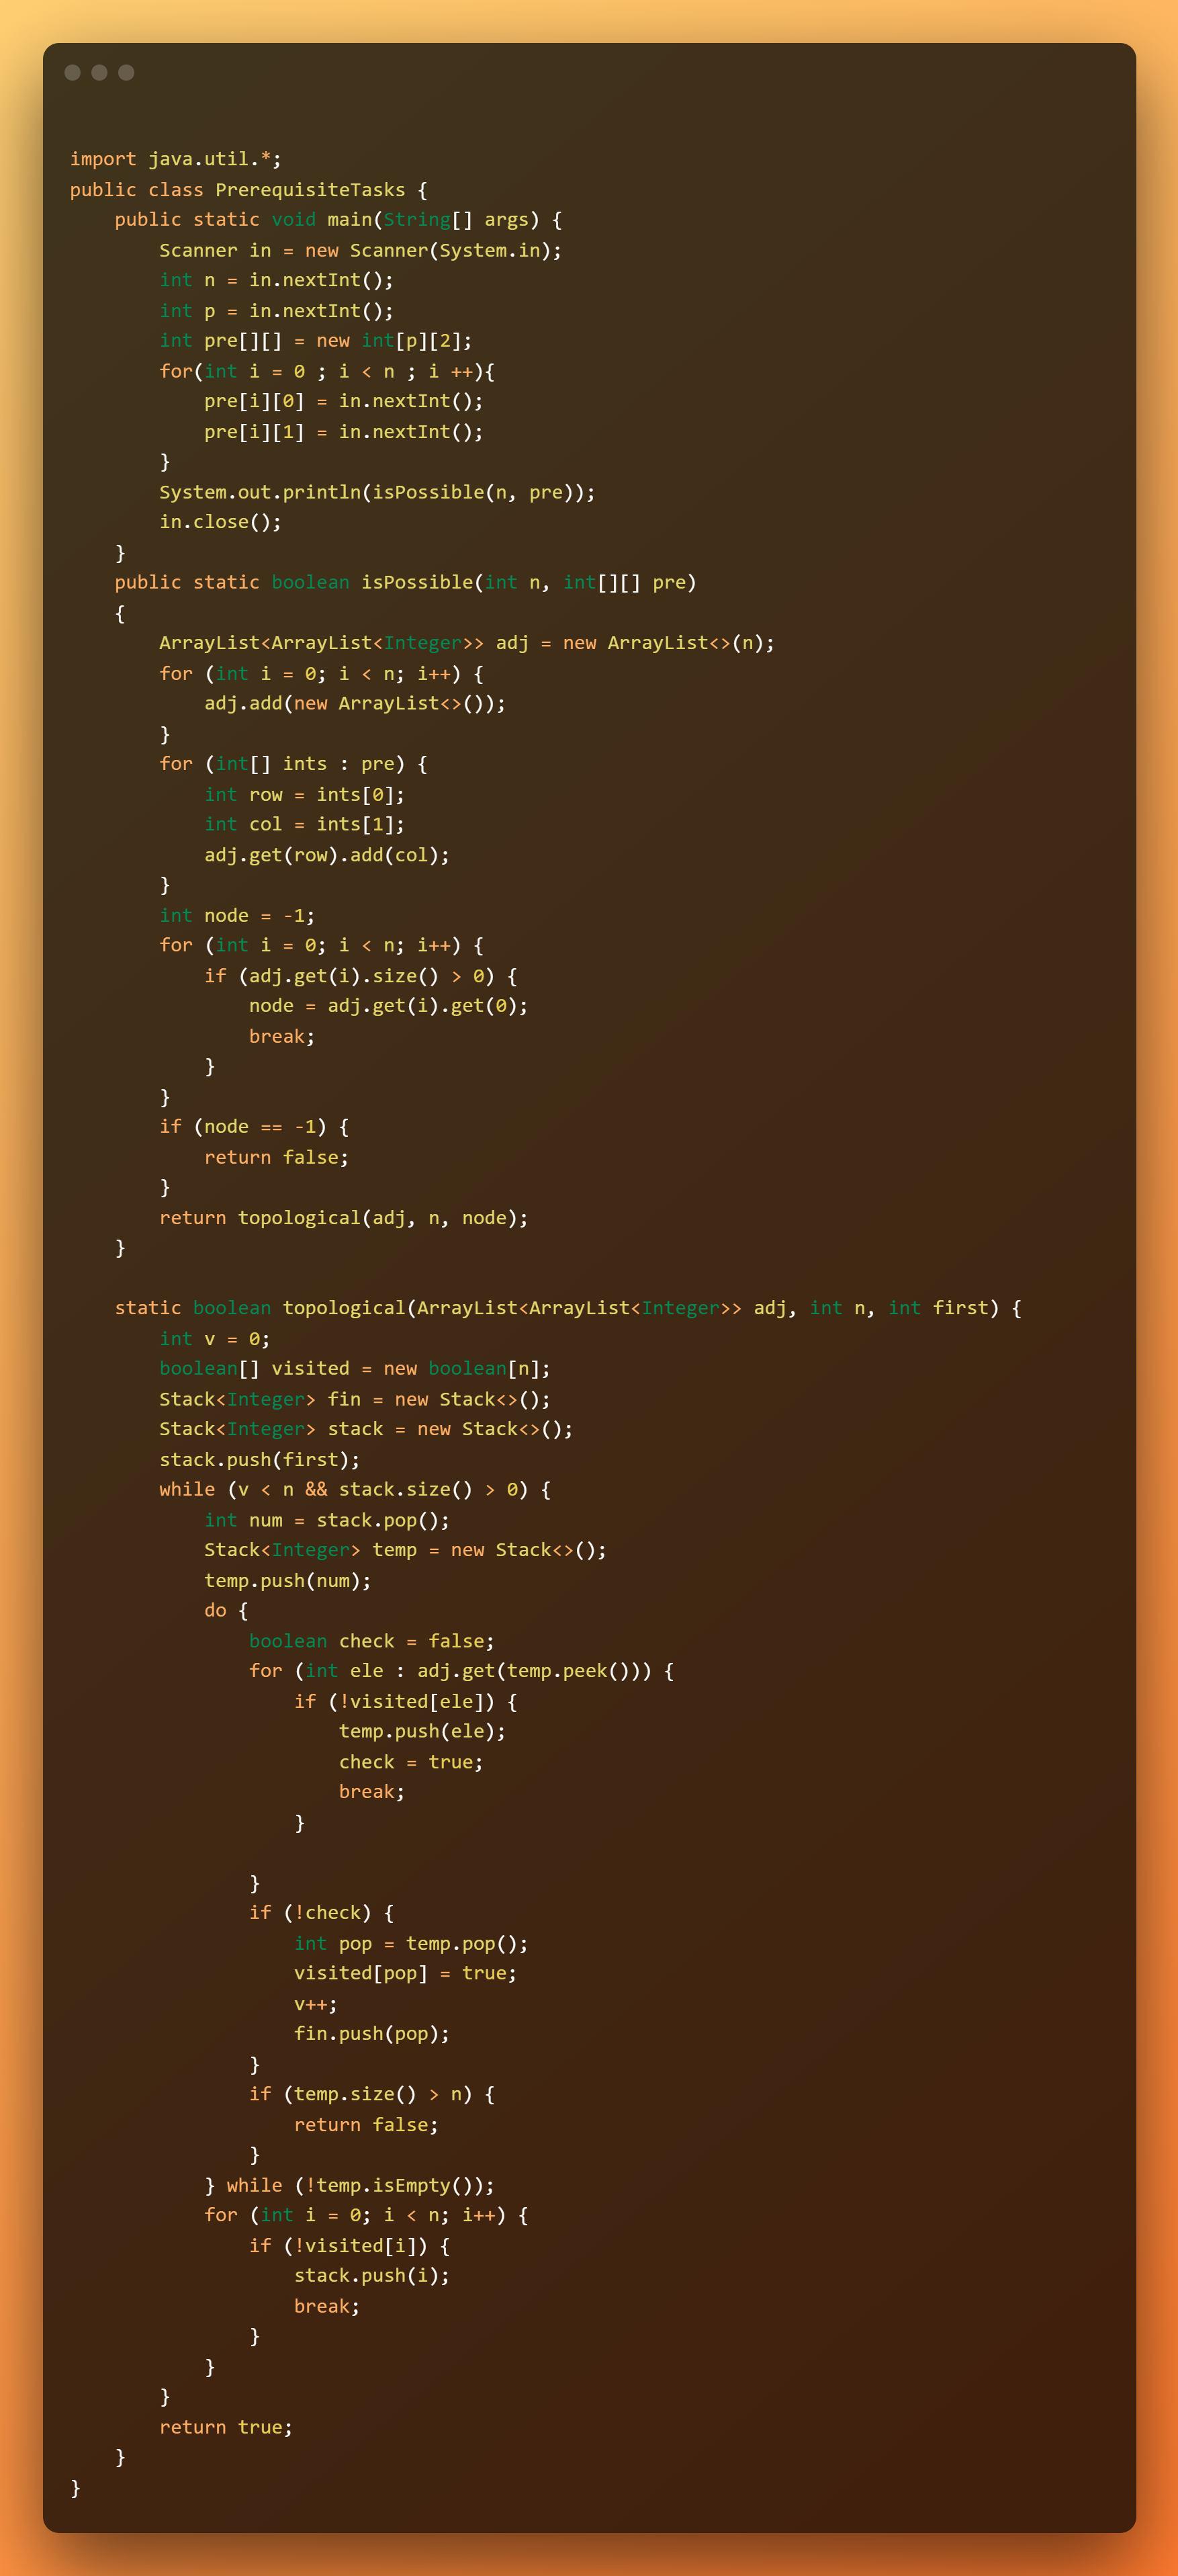 import java.util.*;
public class PrerequisiteTasks {
    public static void main(String[] args) {
        Scanner in = new Scanner(System.in);
        int n = in.nextInt();
        int p = in.nextInt();
        int pre[][] = new int[p][2];
        for(int i = 0 ; i < n ; i ++){
            pre[i][0] = in.nextInt();
            pre[i][1] = in.nextInt();
        }
        System.out.println(isPossible(n, pre));
        in.close();
    }
    public static boolean isPossible(int n, int[][] pre)
    {
        ArrayList<ArrayList<Integer>> adj = new ArrayList<>(n);
        for (int i = 0; i < n; i++) {
            adj.add(new ArrayList<>());
        }
        for (int[] ints : pre) {
            int row = ints[0];
            int col = ints[1];
            adj.get(row).add(col);
        }
        int node = -1;
        for (int i = 0; i < n; i++) {
            if (adj.get(i).size() > 0) {
                node = adj.get(i).get(0);
                break;
            }
        }
        if (node == -1) {
            return false;
        }
        return topological(adj, n, node);
    }

    static boolean topological(ArrayList<ArrayList<Integer>> adj, int n, int first) {
        int v = 0;
        boolean[] visited = new boolean[n];
        Stack<Integer> fin = new Stack<>();
        Stack<Integer> stack = new Stack<>();
        stack.push(first);
        while (v < n && stack.size() > 0) {
            int num = stack.pop();
            Stack<Integer> temp = new Stack<>();
            temp.push(num);
            do {
                boolean check = false;
                for (int ele : adj.get(temp.peek())) {
                    if (!visited[ele]) {
                        temp.push(ele);
                        check = true;
                        break;
                    }

                }
                if (!check) {
                    int pop = temp.pop();
                    visited[pop] = true;
                    v++;
                    fin.push(pop);
                }
                if (temp.size() > n) {
                    return false;
                }
            } while (!temp.isEmpty());
            for (int i = 0; i < n; i++) {
                if (!visited[i]) {
                    stack.push(i);
                    break;
                }
            }
        }
        return true;
    }
}